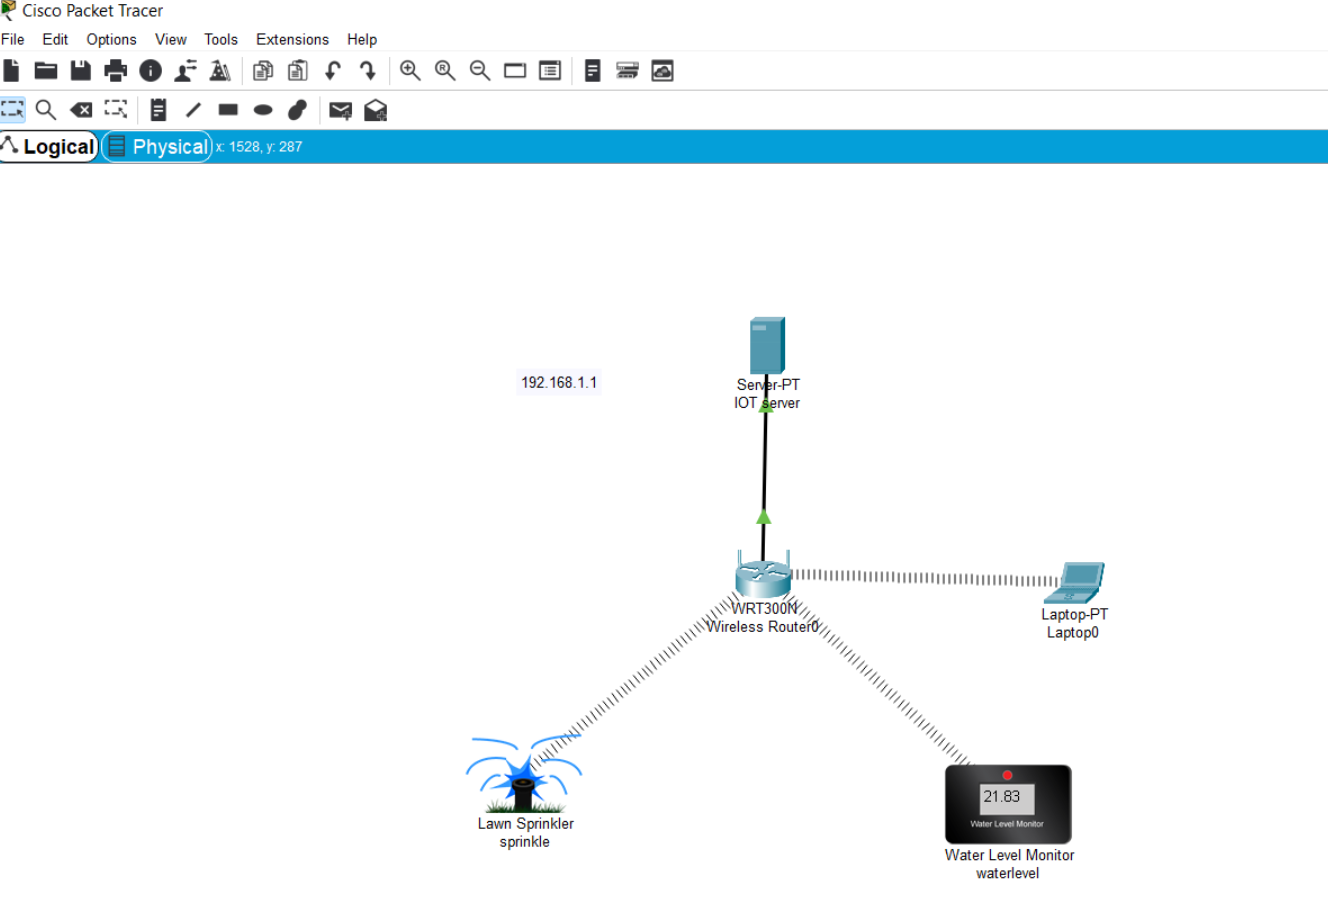 Cisco Packet Tracer
File Edit Options View Tools Extensions Help
Logical Physical x: 1528, y: 287
192.168.1.1
Server-PT
IOT server
WRT300N
Wireless Router0
Laptop-PT
Laptop0
Lawn Sprinkler
sprinkle
21.83
Water Level Monitor
Water Level Monitor
waterlevel